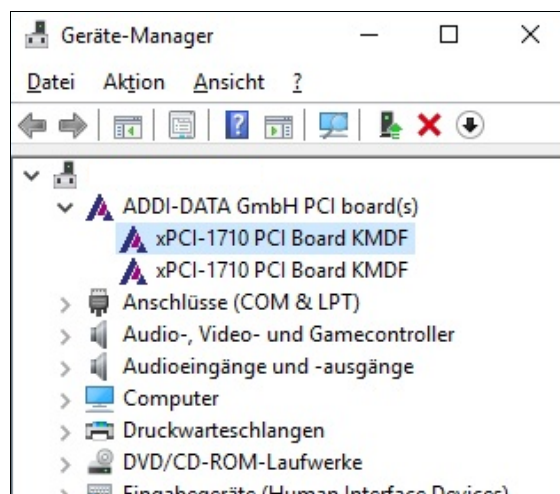 Geräte-Manager
Datei Aktion Ansicht ?
ADDI-DATA GmbH PCI board(s)
xPCI-1710 PCI Board KMDF
xPCI-1710 PCI Board KMDF
Anschlüsse (COM & LPT)
Audio-, Video- und Gamecontroller
Audioeingänge und -ausgänge
Computer
Druckwarteschlangen
DVD/CD-ROM-Laufwerke
Eingabegeräte (Human Interface Devices)